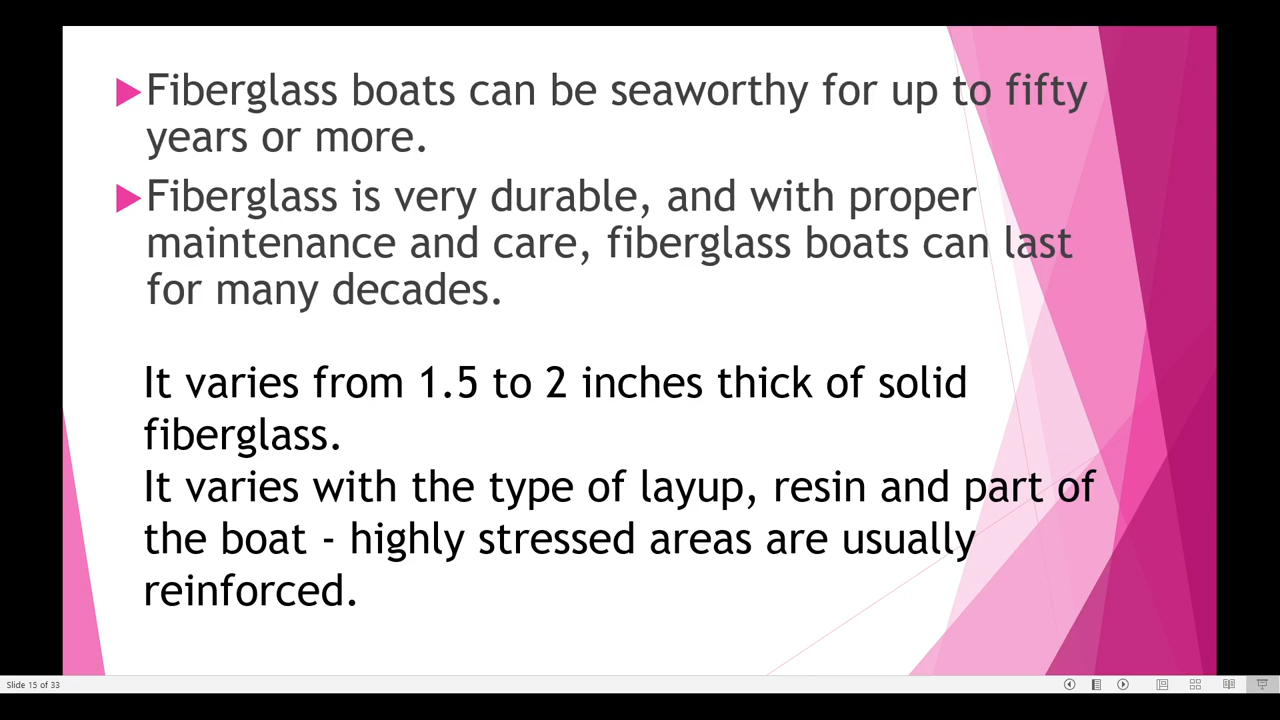 Fiberglass boats can be seaworthy for up to fifty
years or more.
Fiberglass is very durable, and with proper
maintenance and care, fiberglass boats can last
for many decades.
It varies from 1.5 to 2 inches thick of solid
fiberglass.
It varies with the type of layup, resin and part of
the boat - highly stressed areas are usually
reinforced.
Slide 15 of 33